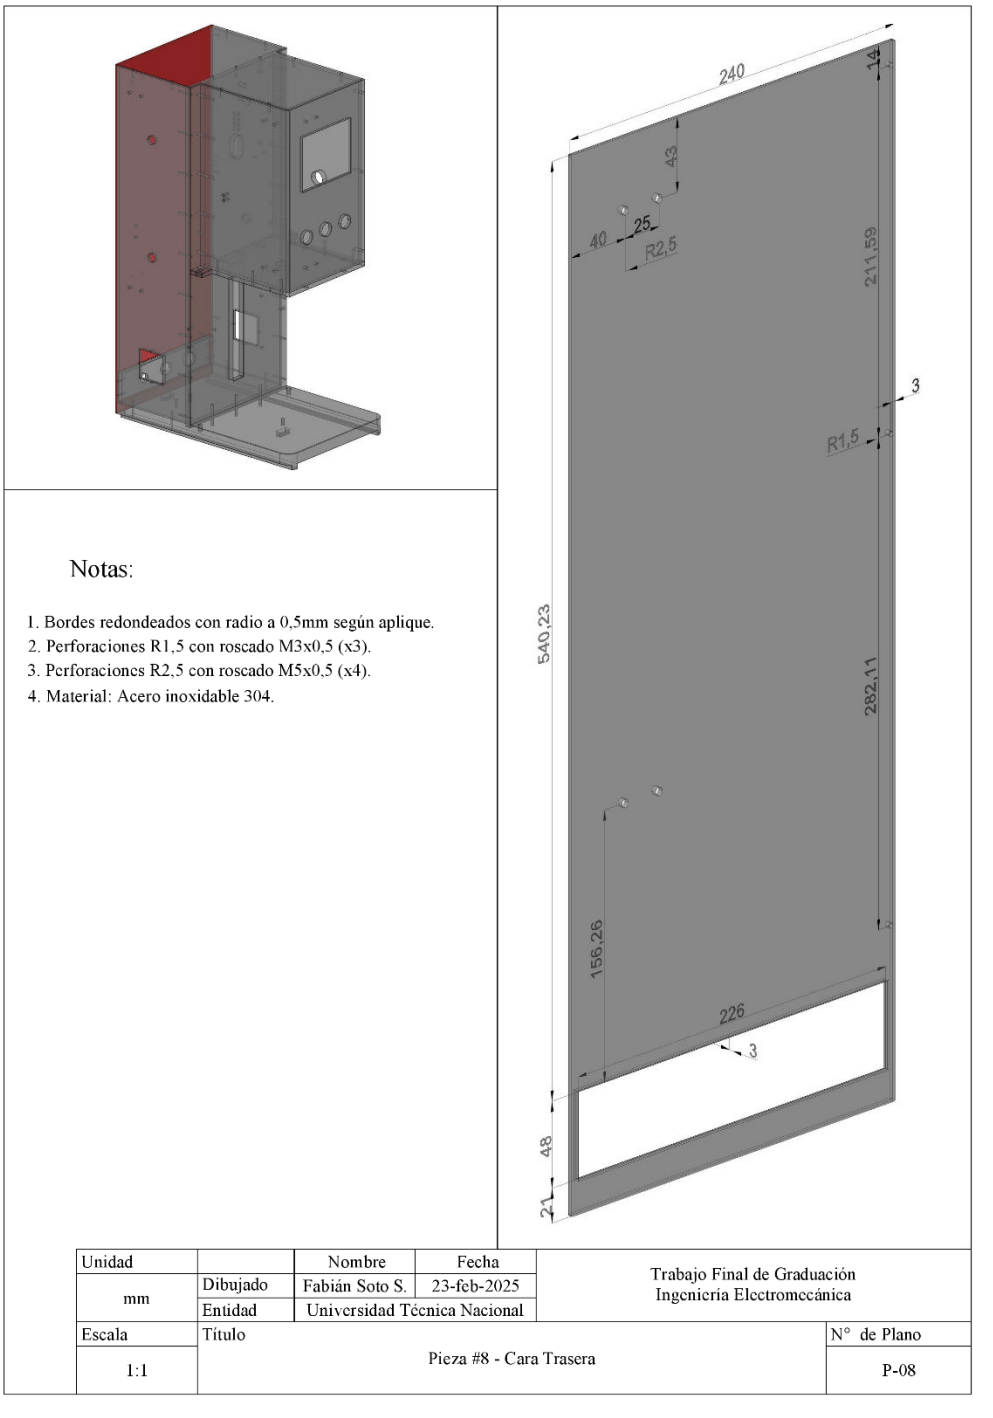 240
14
43
40
25
R2,5
211,59
3
R1,5
540,23
282,11
156,26
226
3
48
21
Notas:
1. Bordes redondeados con radio a 0,5mm según aplique.
2. Perforaciones R1,5 con roscado M3x0,5 (x3).
3. Perforaciones R2,5 con roscado M5x0,5 (x4).
4. Material: Acero inoxidable 304.
Unidad
Nombre
Fecha
mm
Dibujado
Fabián Soto S.
23-feb-2025
Entidad
Universidad Técnica Nacional
Trabajo Final de Graduación
Ingeniería Electromecánica
Escala
Título
N° de Plano
1:1
Pieza #8 - Cara Trasera
P-08